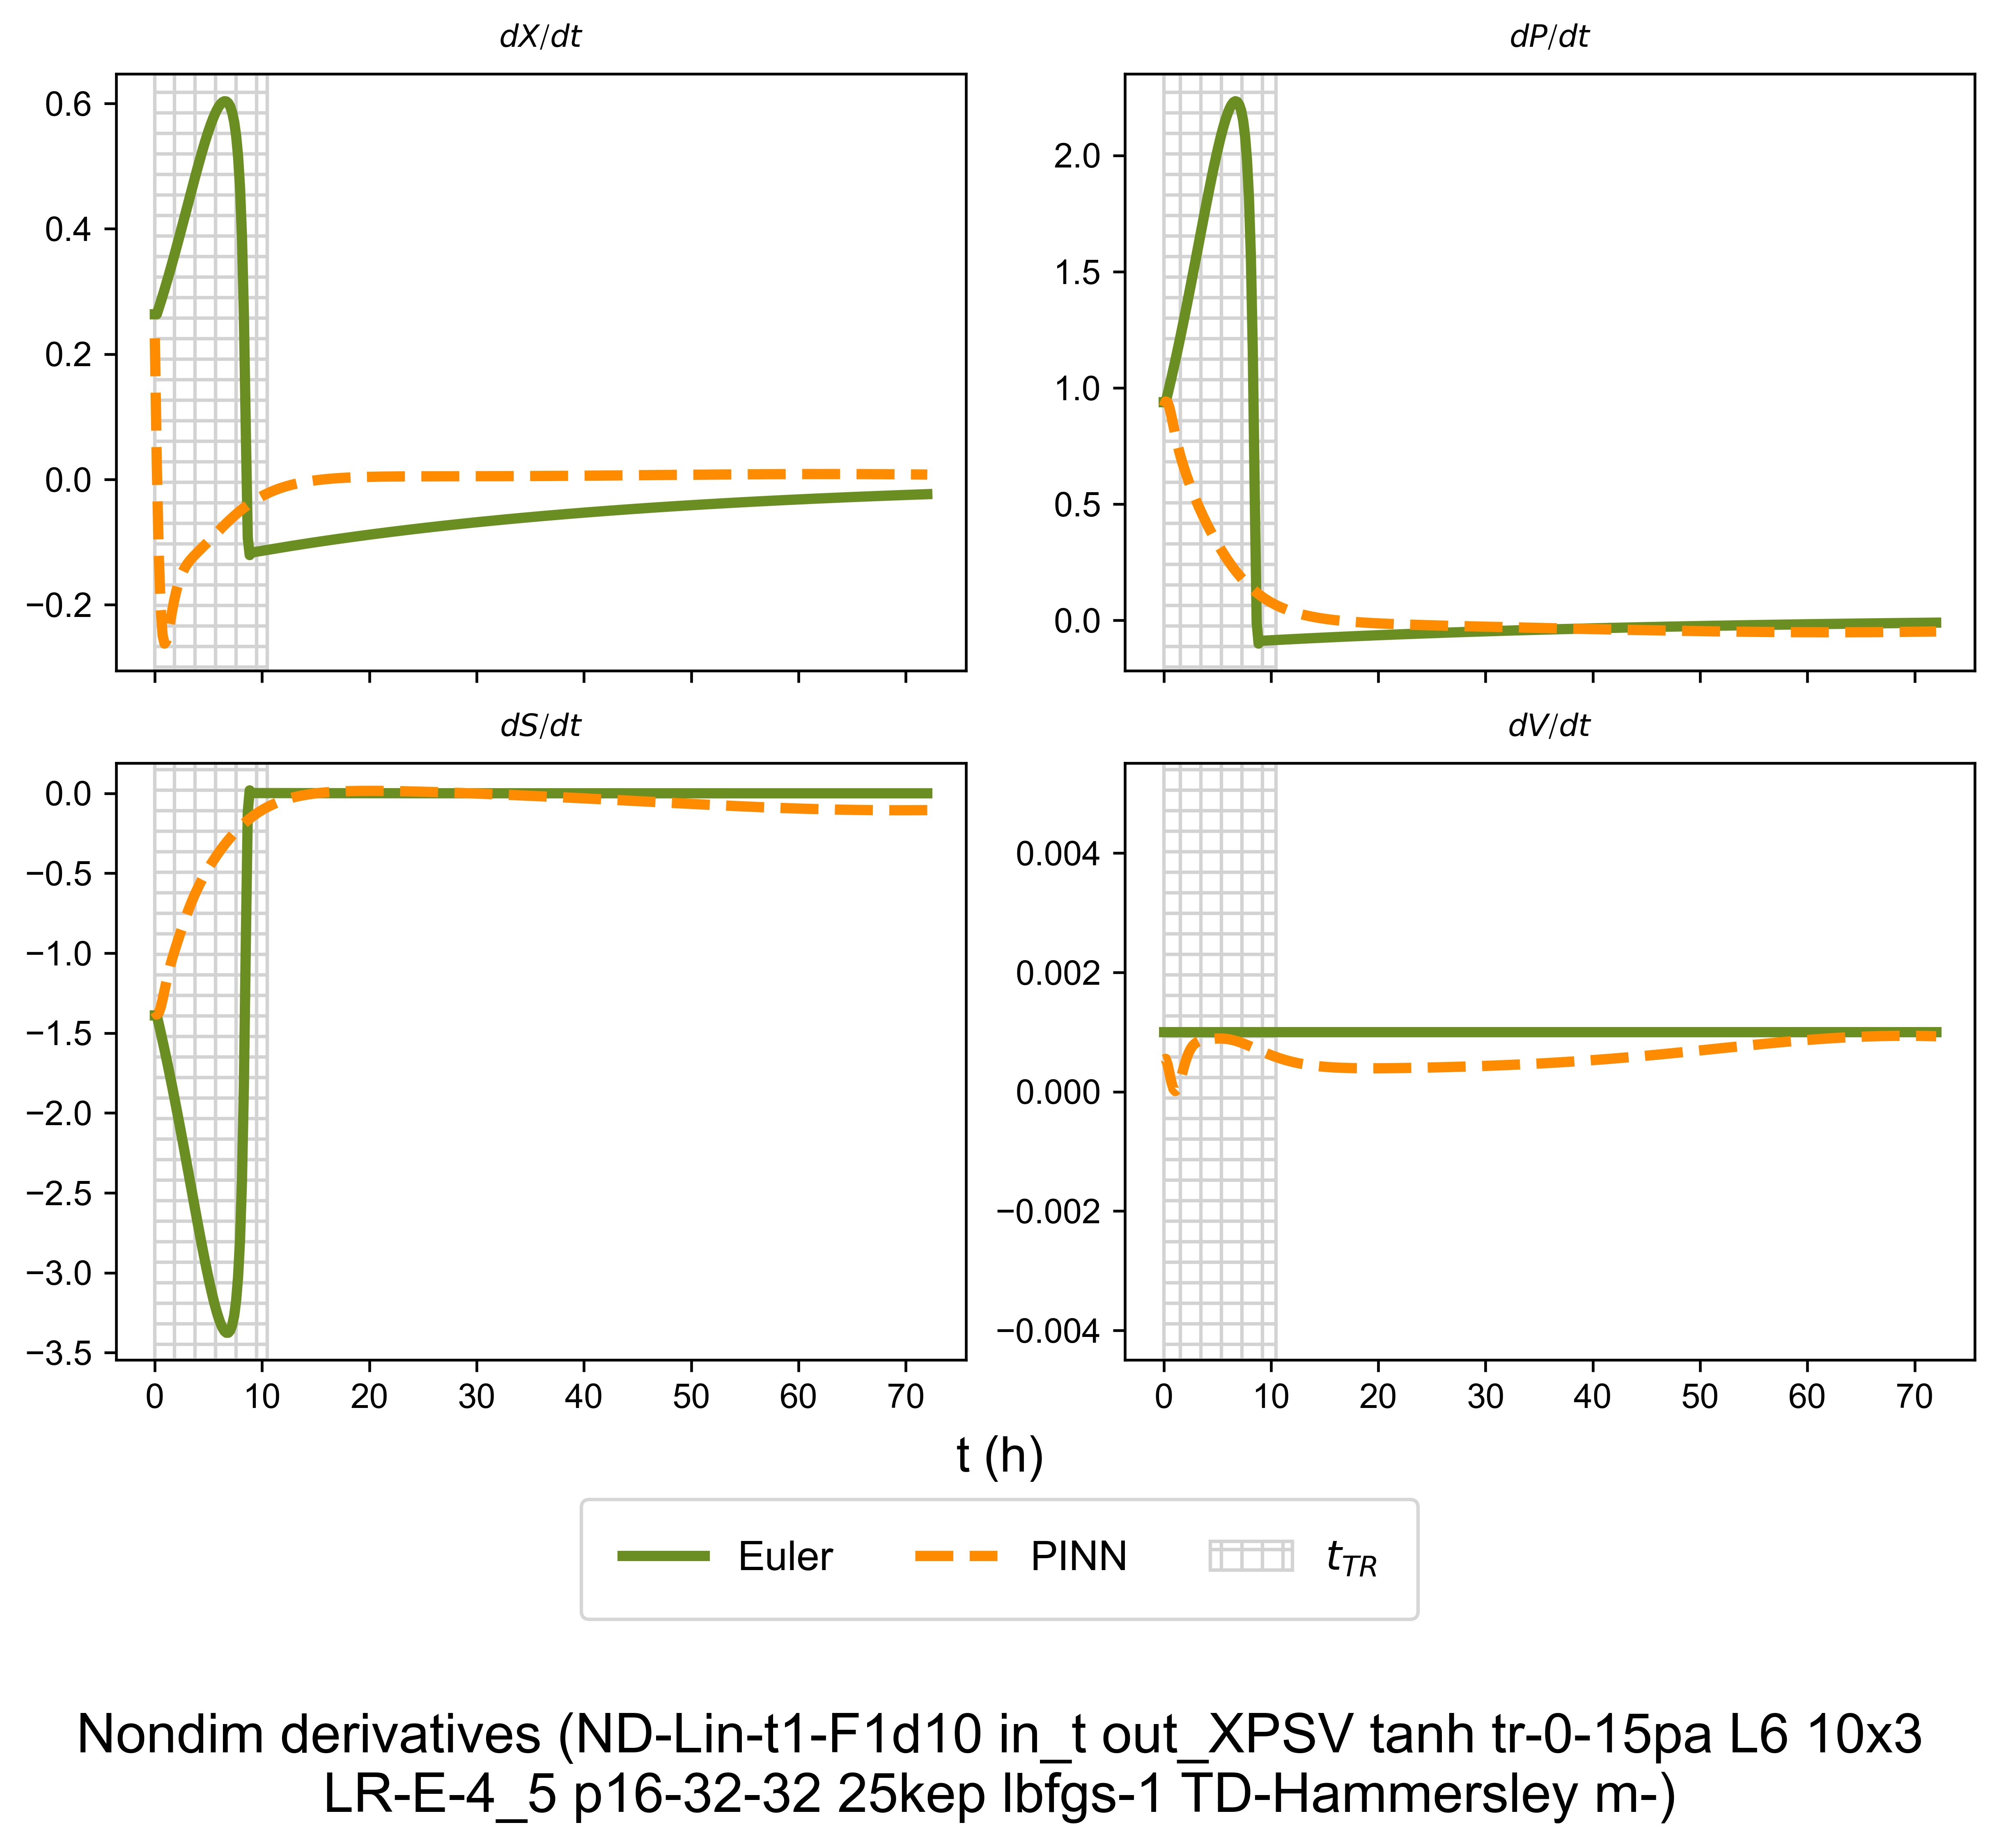 dX/dt
dP/dt
0.6
0.4
0.2
0.0
−0.2
2.0
1.5
1.0
0.5
0.0
dS/dt
dV/dt
0.0
−0.5
−1.0
−1.5
−2.0
−2.5
−3.0
−3.5
0.004
0.002
0.000
−0.002
−0.004
0 10 20 30 40 50 60 70
0 10 20 30 40 50 60 70
t (h)
Euler PINN t_TR
Nondim derivatives (ND-Lin-t1-F1d10 in_t out_XPSV tanh tr-0-15pa L6 10x3
LR-E-4_5 p16-32-32 25kep lbfgs-1 TD-Hammersley m-)